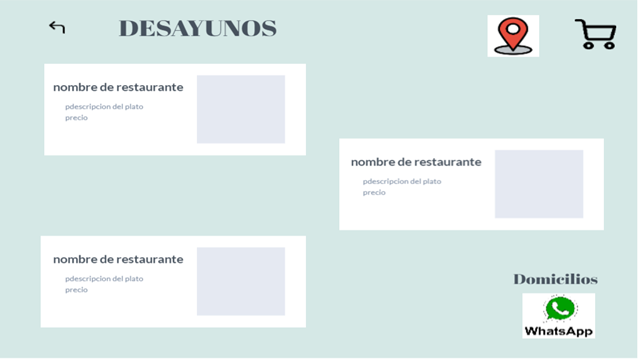 DESAYUNOS
nombre de restaurante
pdescripcion del plato
precio
nombre de restaurante
pdescripcion del plato
precio
nombre de restaurante
pdescripcion del plato
precio
Domicilios
WhatsApp